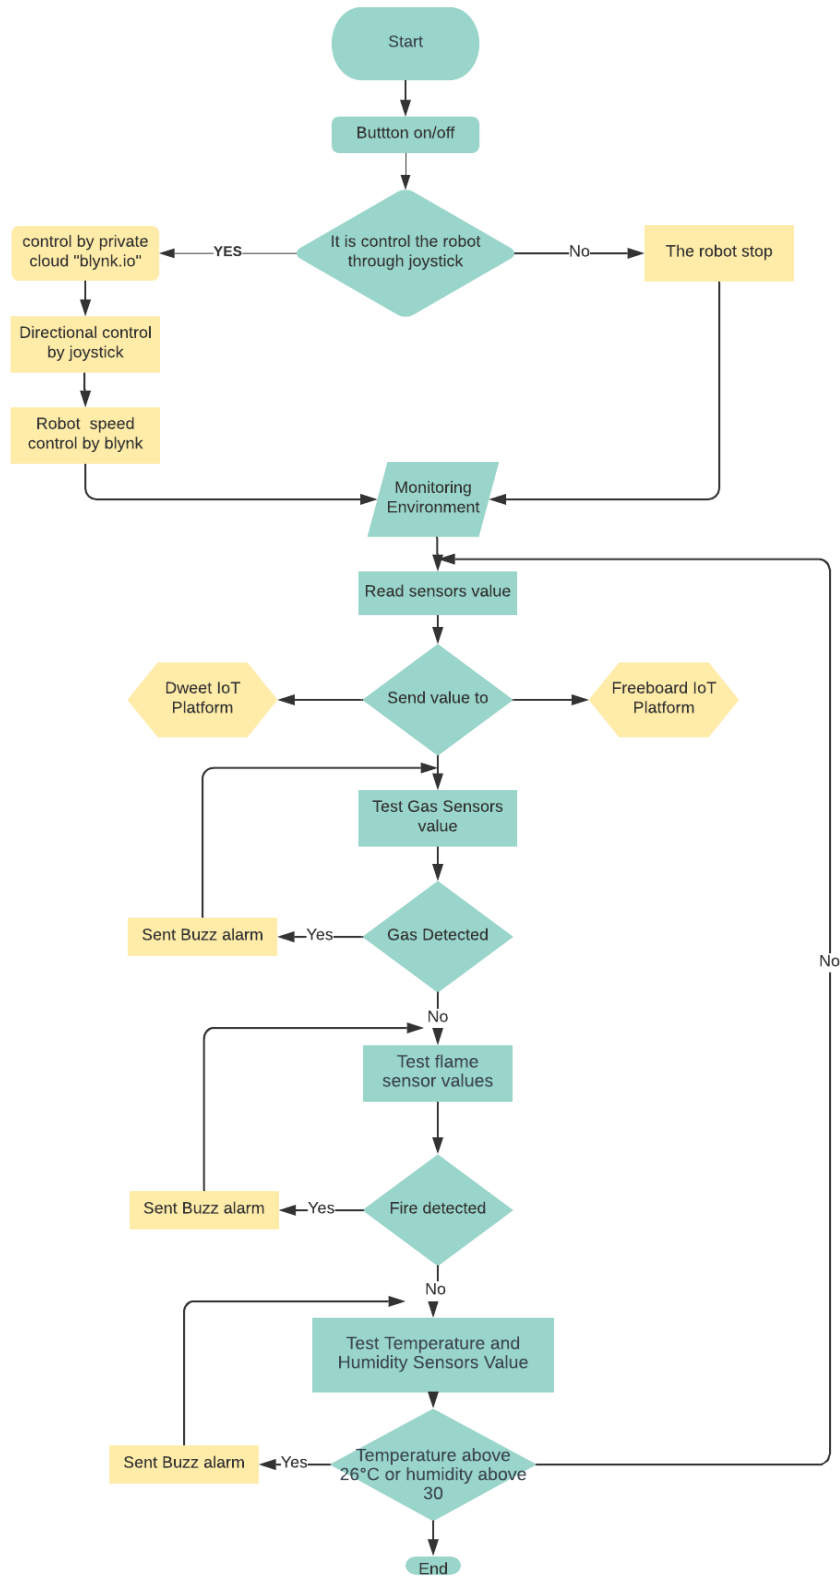 Start
Buttton on/off
It is control the robot
through joystick
YES
No
control by private
cloud "blynk.io"
The robot stop
Directional control
by joystick
Robot speed
control by blynk
Monitoring
Environment
Read sensors value
Send value to
Dweet IoT
Platform
Freeboard IoT
Platform
Test Gas Sensors
value
Gas Detected
Yes
Sent Buzz alarm
No
No
Test flame
sensor values
Fire detected
Yes
Sent Buzz alarm
No
Test Temperature and
Humidity Sensors Value
Temperature above
26°C or humidity above
30
Yes
Sent Buzz alarm
End